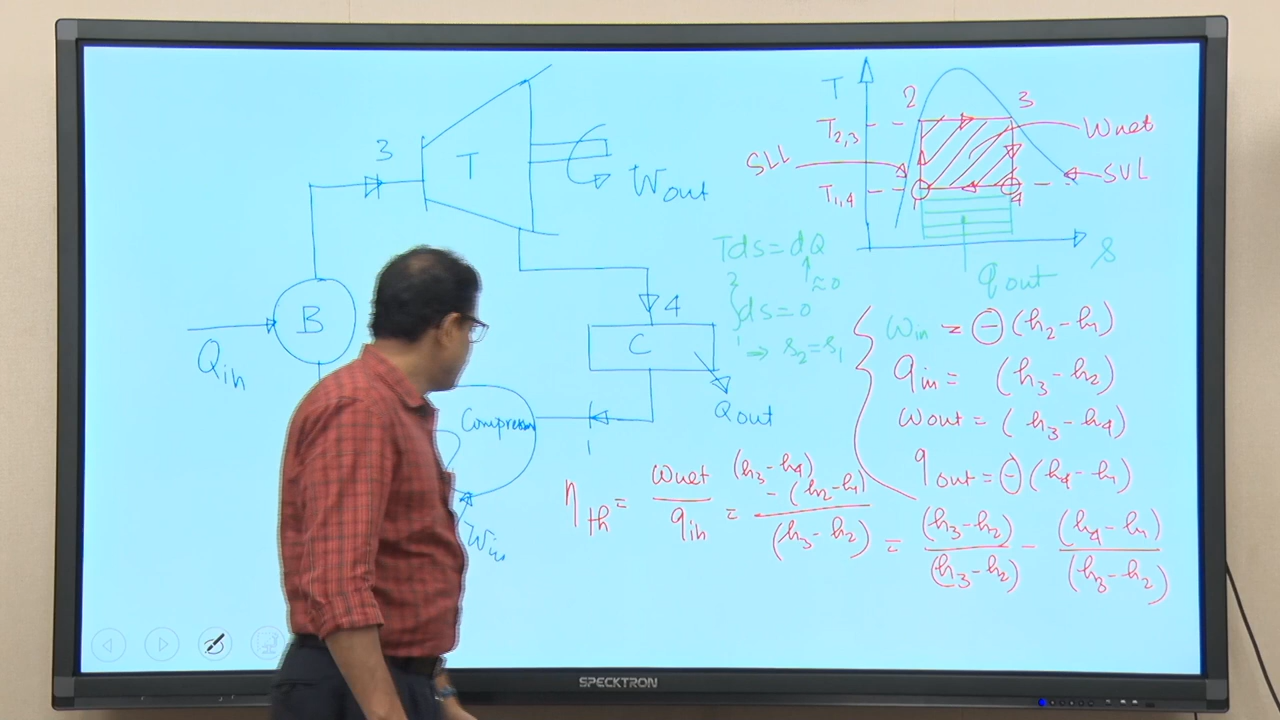 3
T
Wout
B
Qin
4
C
Qout
Compressor
1
Win
T
2
3
T2,3
Wnet
SLL
SVL
T1,4
1
4
s
qout
Tds = dQ
≈0
ds = 0
⇒ s2 = s1
win = ⊖(h2-h1)
qin = (h3-h2)
wout = (h3-h4)
qout = ⊖(h4-h1)
ηth = wnet/qin = (h3-h4) - (h2-h1)/(h3-h2) = (h3-h2)/(h3-h2) - (h4-h1)/(h3-h2)
SPECKTRON